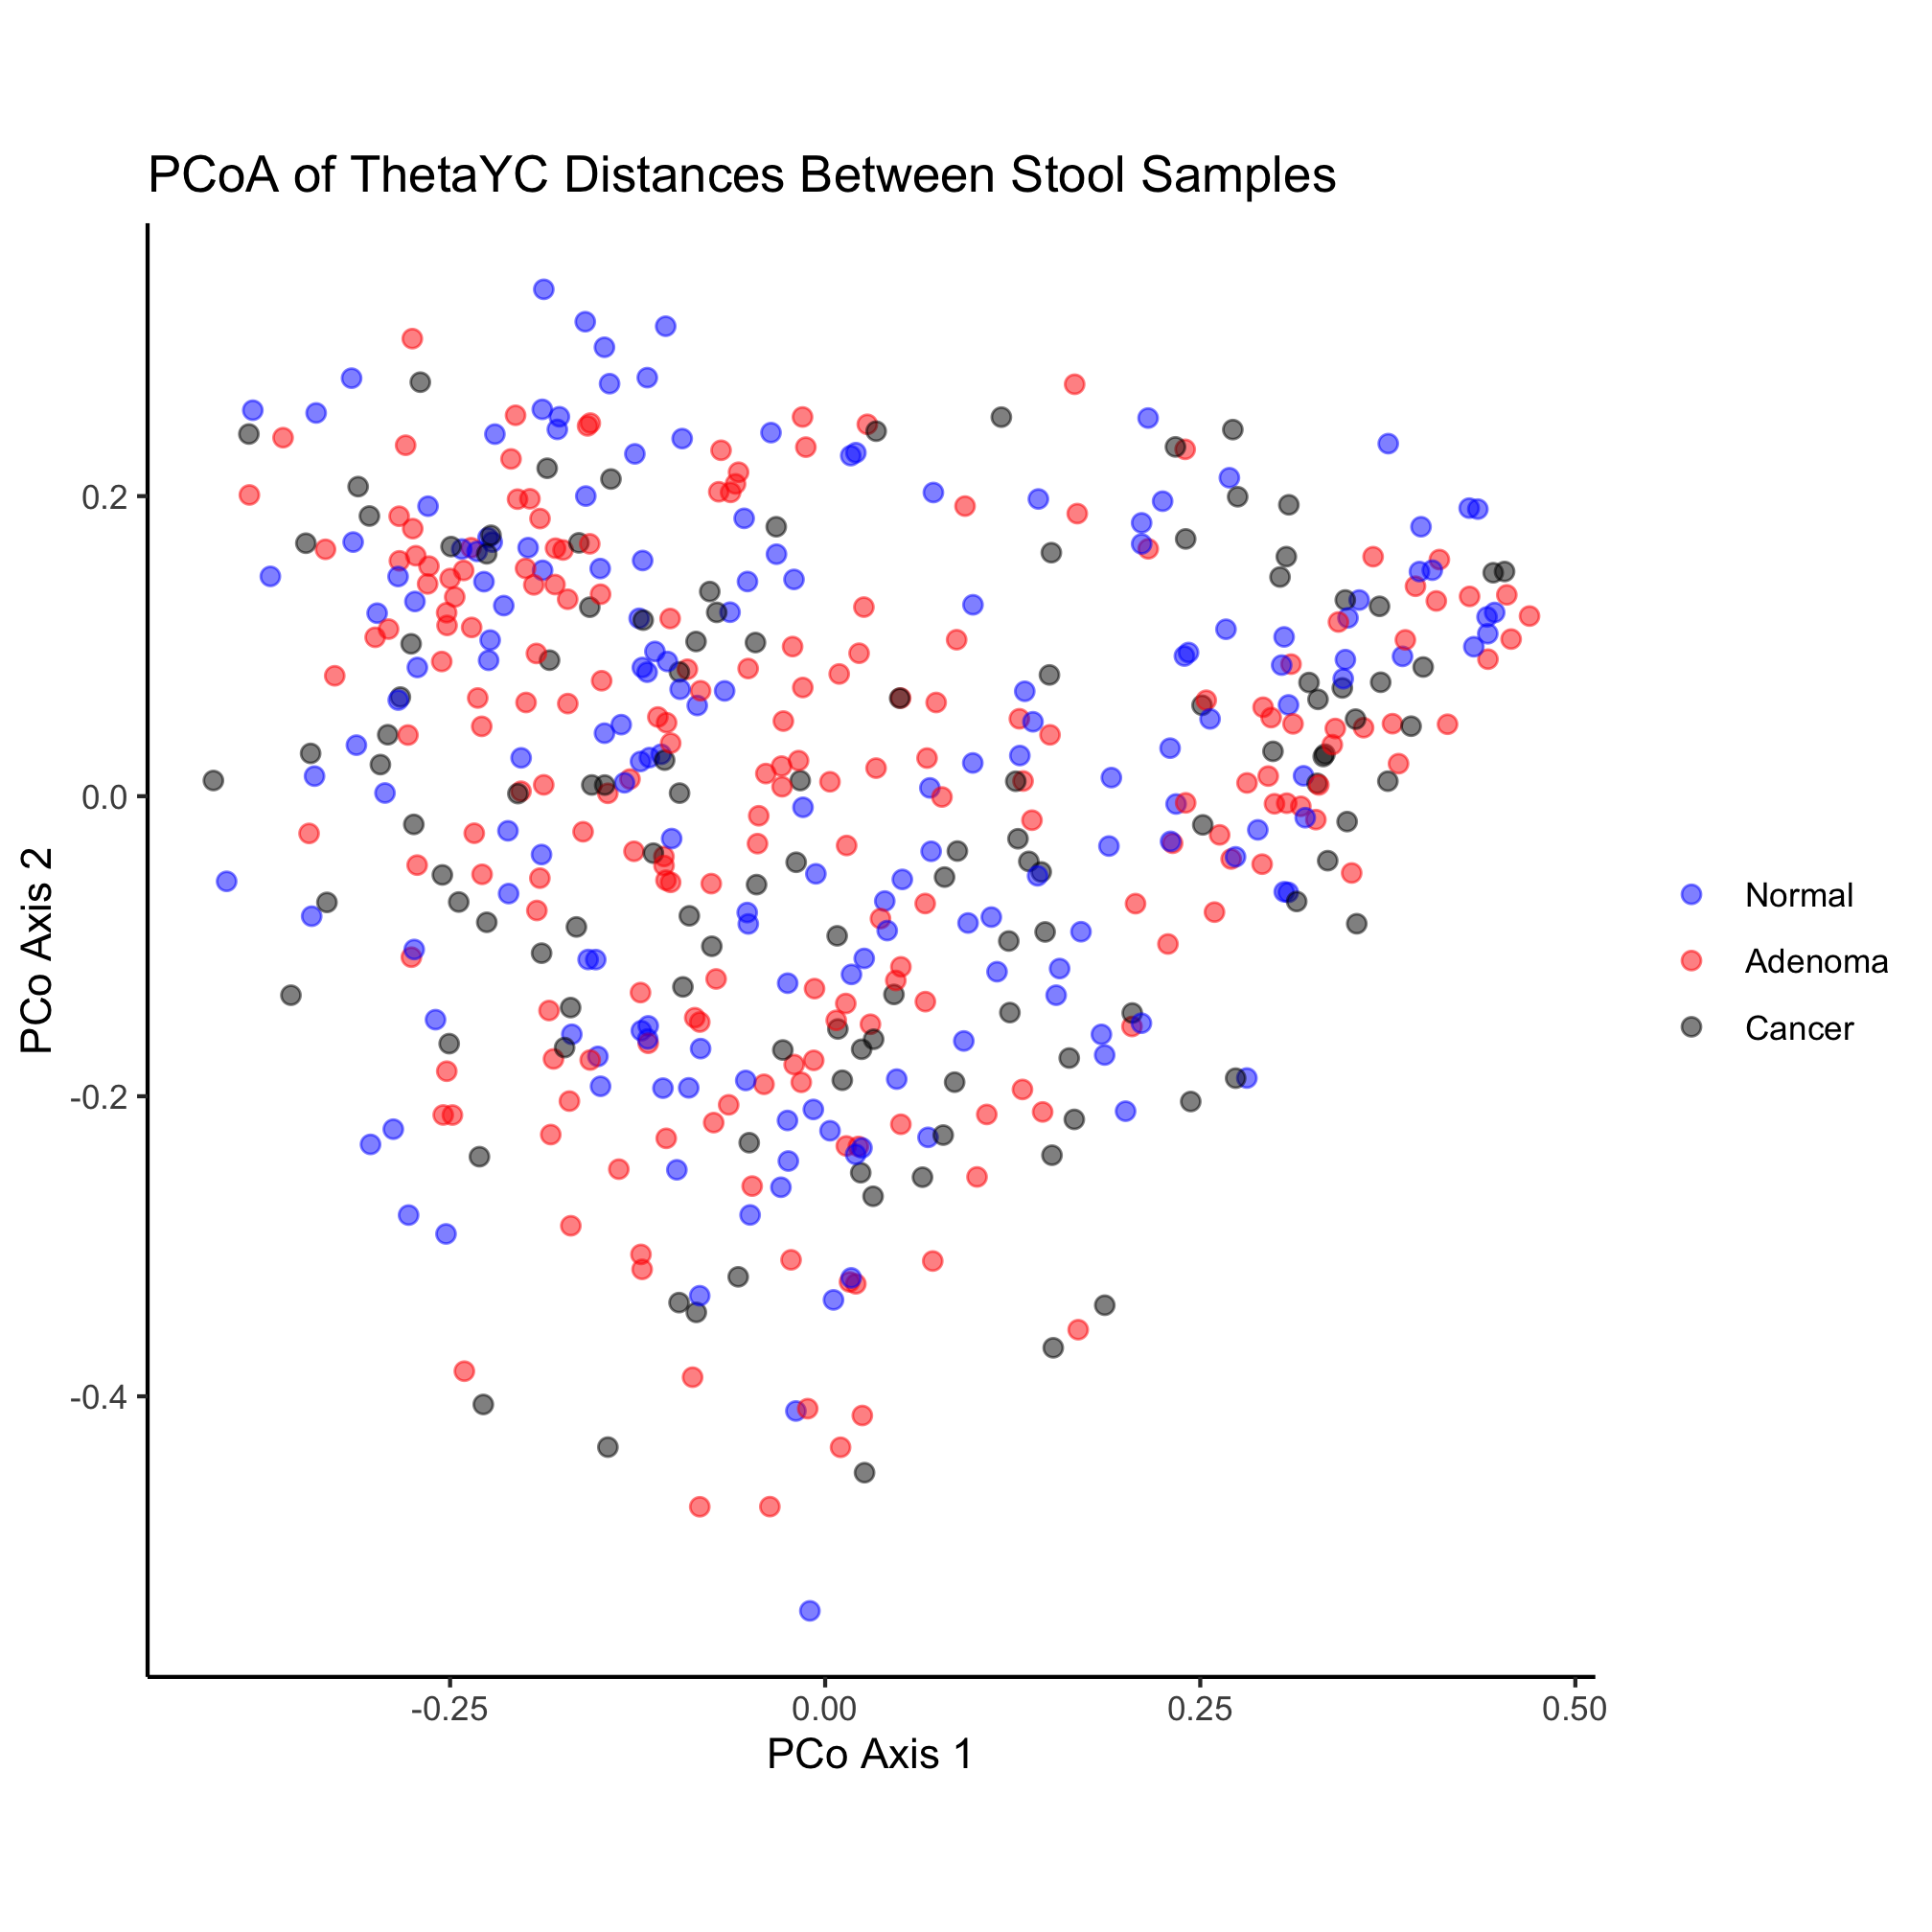 PCoA of ThetaYC Distances Between Stool Samples
PCo Axis 2
0.2
0.0
-0.2
-0.4
-0.25
0.00
0.25
0.50
PCo Axis 1
Normal
Adenoma
Cancer